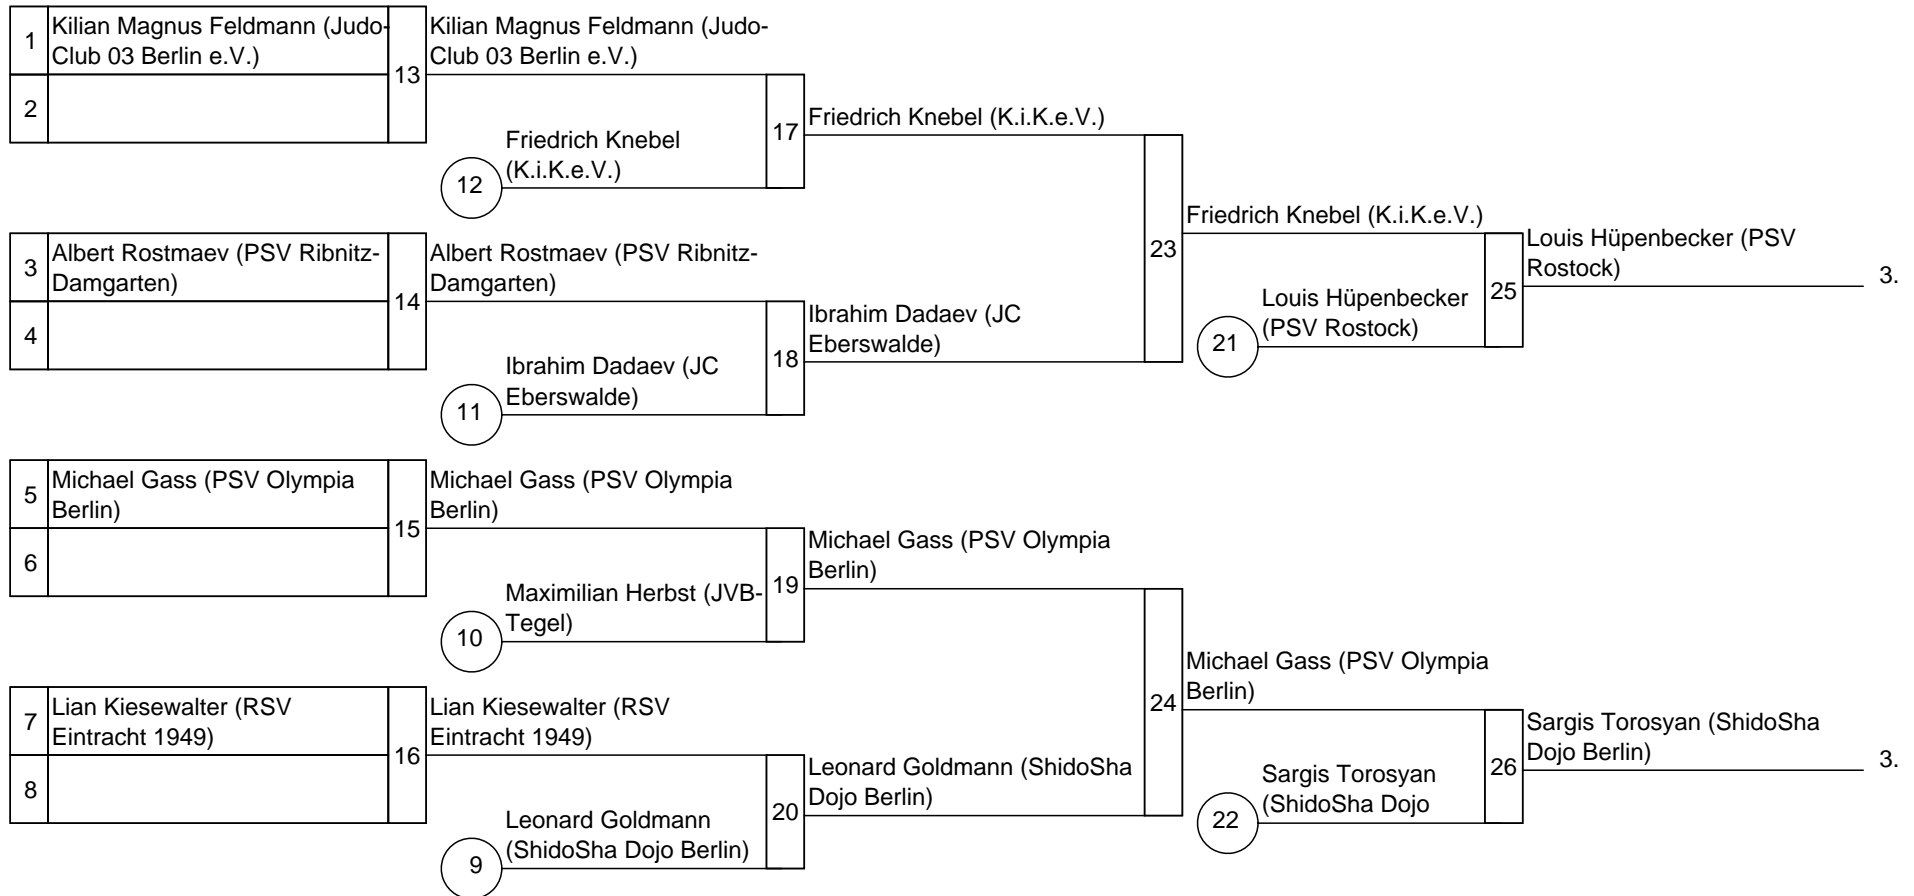 1
Kilian Magnus Feldmann (Judo-
Club 03 Berlin e.V.)
2
13
Kilian Magnus Feldmann (Judo-
Club 03 Berlin e.V.)
Friedrich Knebel
(K.i.K.e.V.)
12
17
Friedrich Knebel (K.i.K.e.V.)
3
Albert Rostmaev (PSV Ribnitz-
Damgarten)
4
14
Albert Rostmaev (PSV Ribnitz-
Damgarten)
Ibrahim Dadaev (JC
Eberswalde)
11
18
Ibrahim Dadaev (JC
Eberswalde)
23
Friedrich Knebel (K.i.K.e.V.)
Louis Hüpenbecker
(PSV Rostock)
21
25
Louis Hüpenbecker (PSV
Rostock)
3.
5
Michael Gass (PSV Olympia
Berlin)
6
15
Michael Gass (PSV Olympia
Berlin)
Maximilian Herbst (JVB-
Tegel)
10
19
Michael Gass (PSV Olympia
Berlin)
7
Lian Kiesewalter (RSV
Eintracht 1949)
8
16
Lian Kiesewalter (RSV
Eintracht 1949)
Leonard Goldmann
(ShidoSha Dojo Berlin)
9
20
Leonard Goldmann (ShidoSha
Dojo Berlin)
24
Michael Gass (PSV Olympia
Berlin)
Sargis Torosyan
(ShidoSha Dojo
22
26
Sargis Torosyan (ShidoSha
Dojo Berlin)
3.